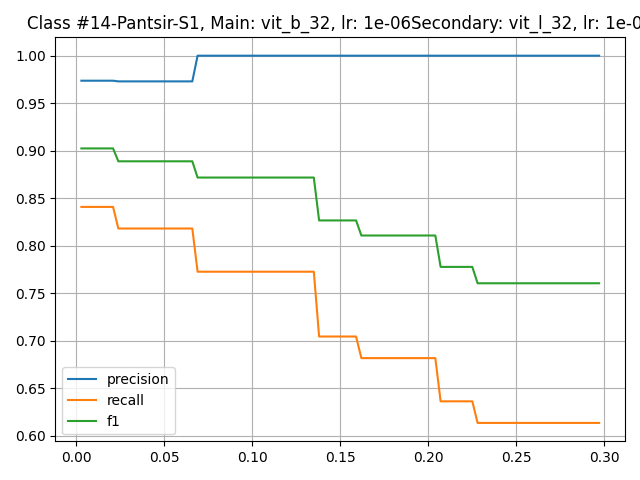 Class #14-Pantsir-S1, Main: vit_b_32, lr: 1e-06Secondary: vit_l_32, lr: 1e-0
1.00
0.95
0.90
0.85
0.80
0.75
0.70
0.65
0.60
precision
recall
f1
0.00 0.05 0.10 0.15 0.20 0.25 0.30